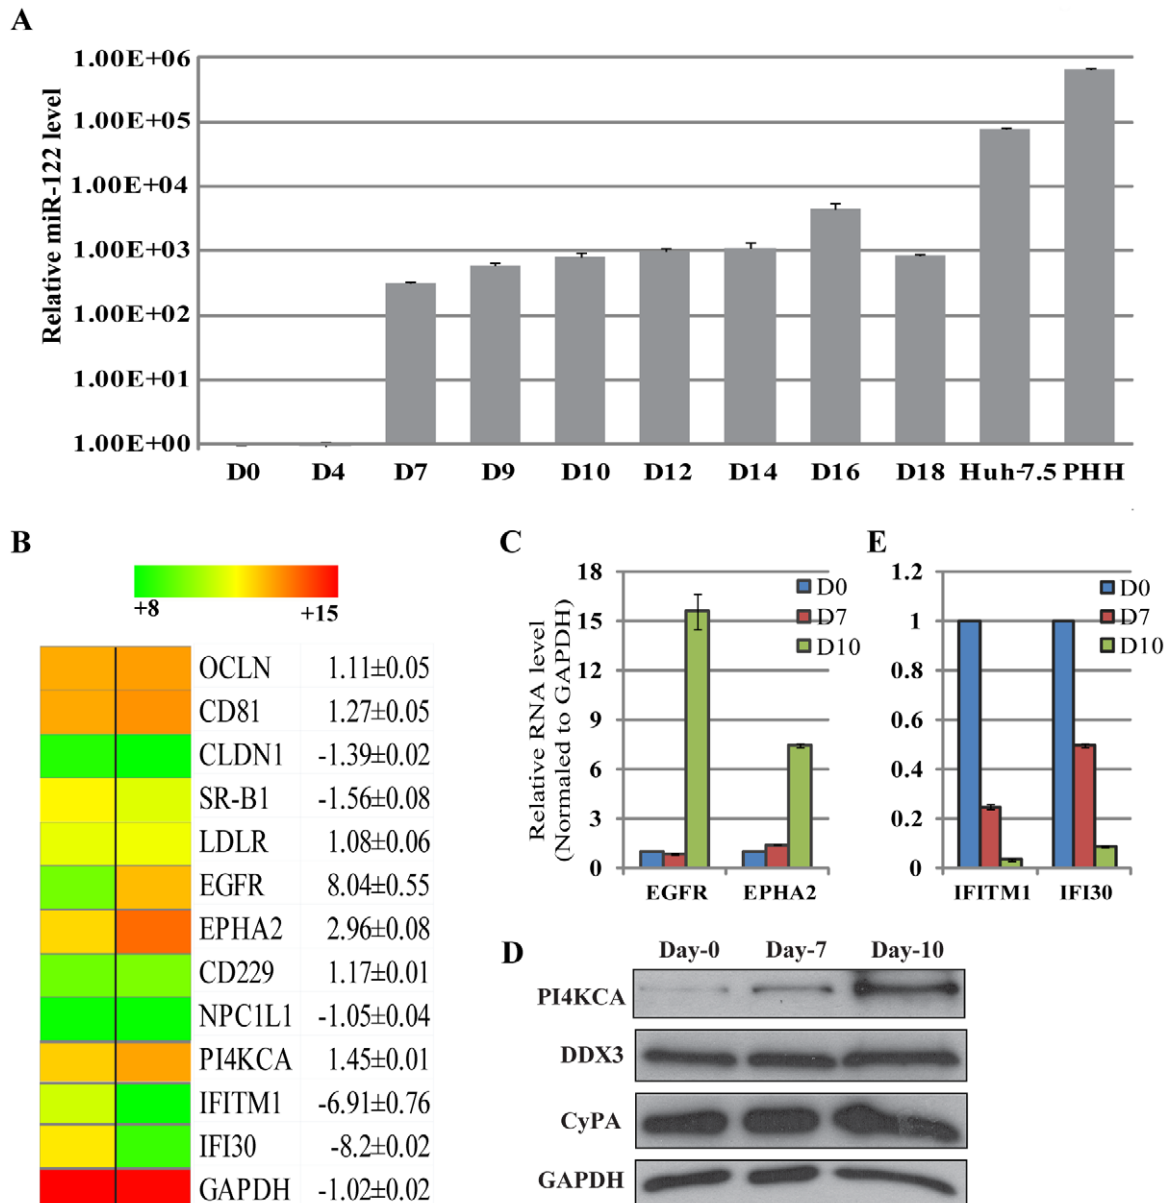 A
Relative miR-122 level
1.00E+06
1.00E+05
1.00E+04
1.00E+03
1.00E+02
1.00E+01
1.00E+00
D0 D4 D7 D9 D10 D12 D14 D16 D18 Huh-7.5 PHH
B
+8 +15
OCLN 1.11±0.05
CD81 1.27±0.05
CLDN1 -1.39±0.02
SR-B1 -1.56±0.08
LDLR 1.08±0.06
EGFR 8.04±0.55
EPHA2 2.96±0.08
CD229 1.17±0.01
NPC1L1 -1.05±0.04
PI4KCA 1.45±0.01
IFITM1 -6.91±0.76
IFI30 -8.2±0.02
GAPDH -1.02±0.02
C
Relative RNA level
(Normaled to GAPDH)
18
15
12
9
6
3
0
D0
D7
D10
EGFR EPHA2
E
1.2
1
0.8
0.6
0.4
0.2
0
D0
D7
D10
IFITM1 IFI30
D
Day-0 Day-7 Day-10
PI4KCA
DDX3
CyPA
GAPDH